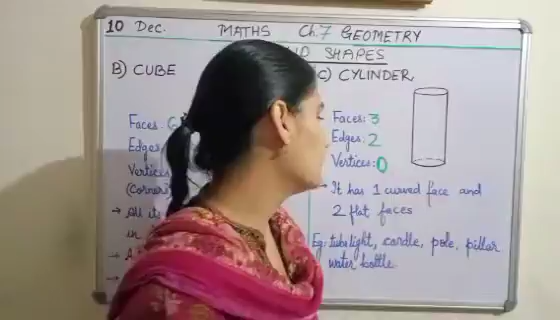 10 Dec. MATHS Ch.7 GEOMETRY
SHAPES
B) CUBE
Faces: 6
Edges
Vertices
(Corners)
→ All its
in
→ A
→
C) CYLINDER
Faces: 3
Edges: 2
Vertices: 0
→ It has 1 curved face and
2 flat faces
Eg: tubelight, candle, pole, pillar
water bottle.